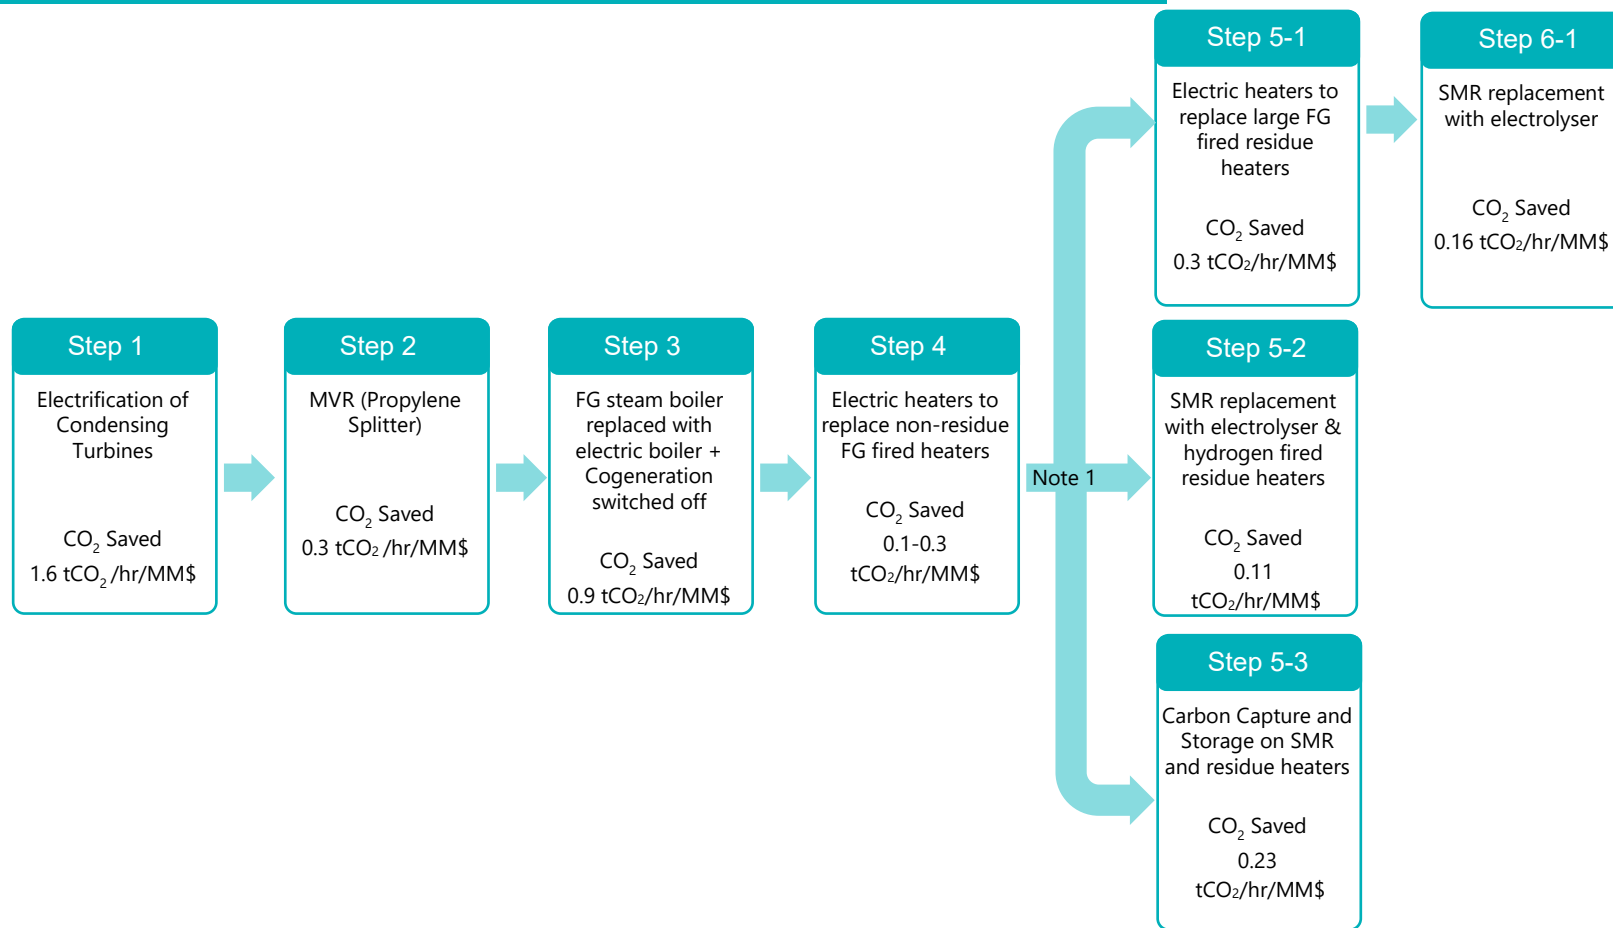 Step 1
Electrification of
Condensing
Turbines
CO₂ Saved
1.6 tCO₂/hr/MM$
Step 2
MVR (Propylene
Splitter)
CO₂ Saved
0.3 tCO₂ /hr/MM$
Step 3
FG steam boiler
replaced with
electric boiler +
Cogeneration
switched off
CO₂ Saved
0.9 tCO₂/hr/MM$
Step 4
Electric heaters to
replace non-residue
FG fired heaters
CO₂ Saved
0.1-0.3
tCO₂/hr/MM$
Note 1
Step 5-1
Electric heaters to
replace large FG
fired residue
heaters
CO₂ Saved
0.3 tCO₂/hr/MM$
Step 6-1
SMR replacement
with electrolyser
CO₂ Saved
0.16 tCO₂/hr/MM$
Step 5-2
SMR replacement
with electrolyser &
hydrogen fired
residue heaters
CO₂ Saved
0.11
tCO₂/hr/MM$
Step 5-3
Carbon Capture and
Storage on SMR
and residue heaters
CO₂ Saved
0.23
tCO₂/hr/MM$